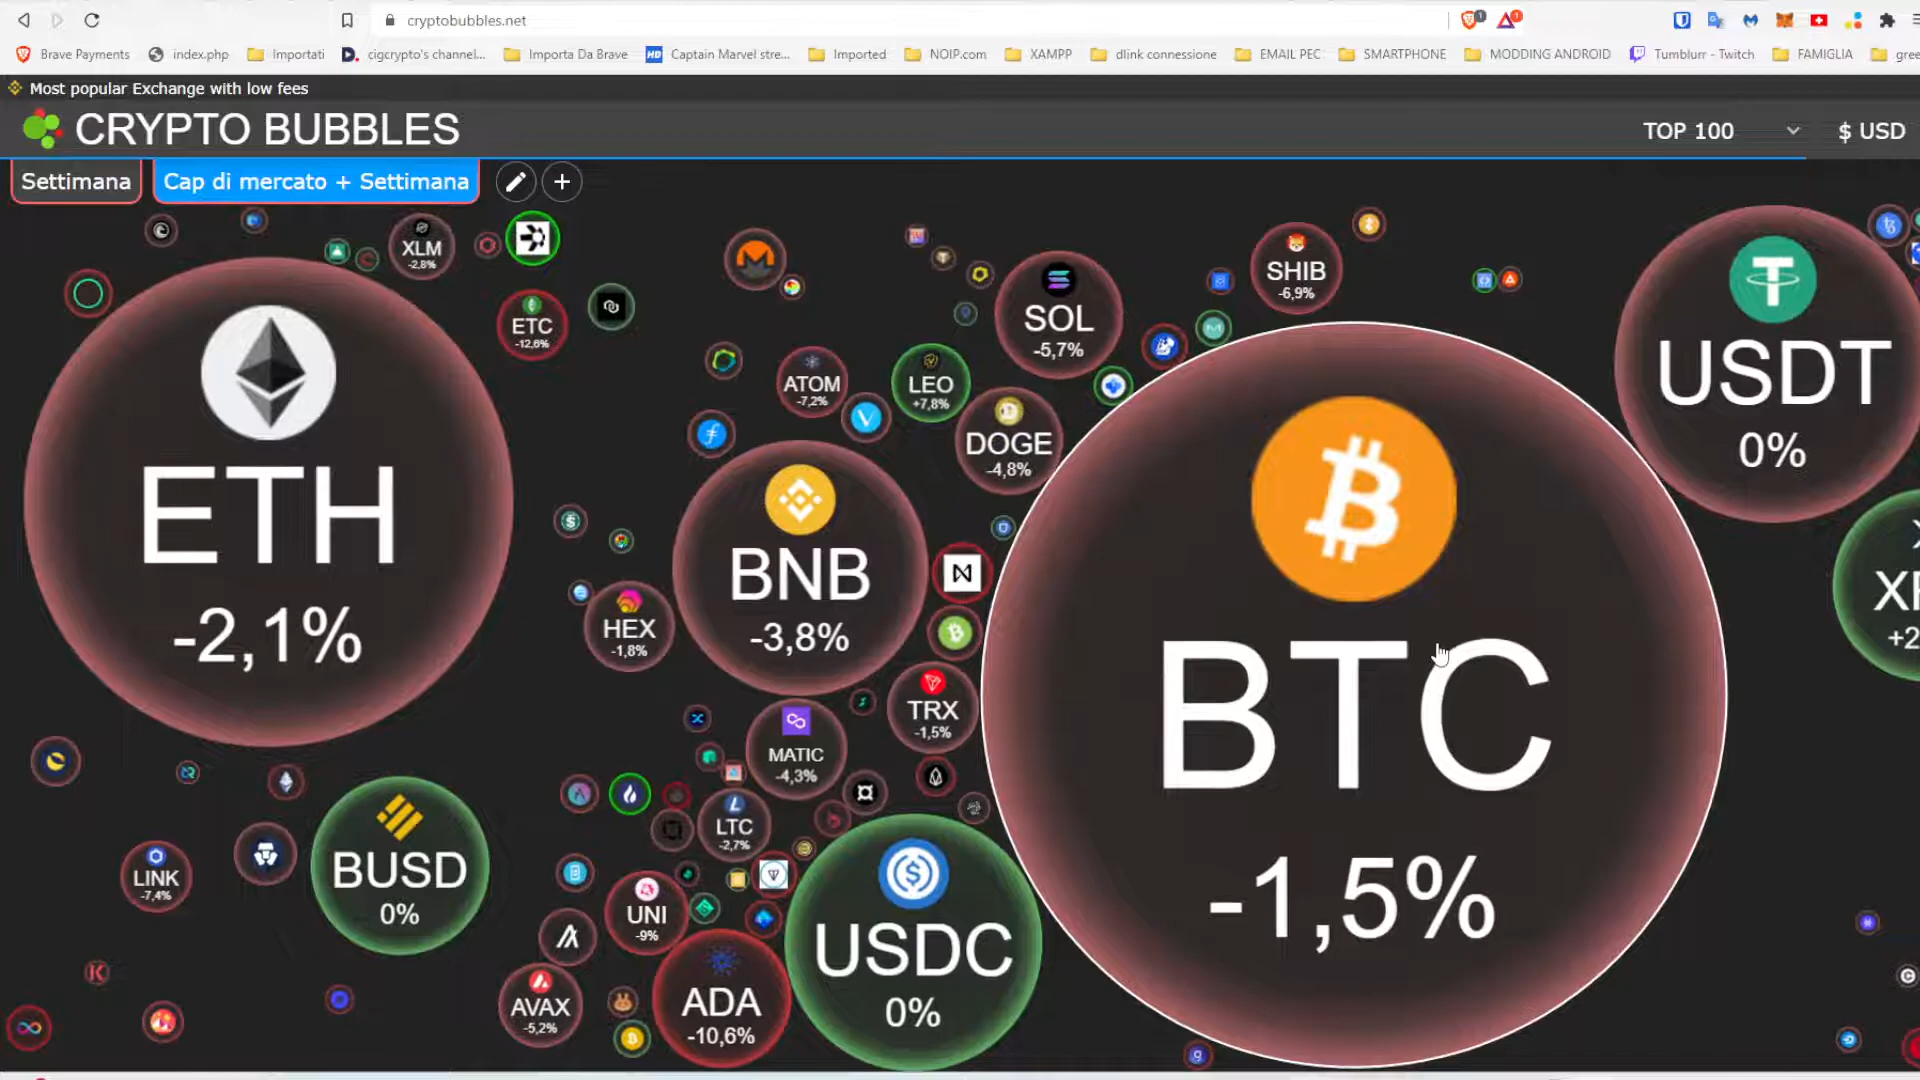 cryptobubbles.net
Brave Payments
index.php
Importati
cigcrypto's channel...
Importa Da Brave
HD
Captain Marvel stre...
Imported
NOIP.com
XAMPP
dlink connessione
EMAIL PEC
SMARTPHONE
MODDING ANDROID
Tumblurr - Twitch
FAMIGLIA
gree
Most popular Exchange with low fees
CRYPTO BUBBLES
TOP 100
$ USD
Settimana
Cap di mercato + Settimana
XLM
-2,8%
ETC
-12,6%
ETH
-2,1%
ATOM
-7,2%
LEO
+7,8%
SOL
-5,7%
DOGE
-4,8%
SHIB
-6,9%
USDT
0%
BNB
-3,8%
HEX
-1,8%
TRX
-1,5%
MATIC
-4,3%
LTC
-2,7%
BTC
-1,5%
+2
BUSD
0%
LINK
-7,4%
UNI
-9%
AVAX
-5,2%
ADA
-10,6%
USDC
0%